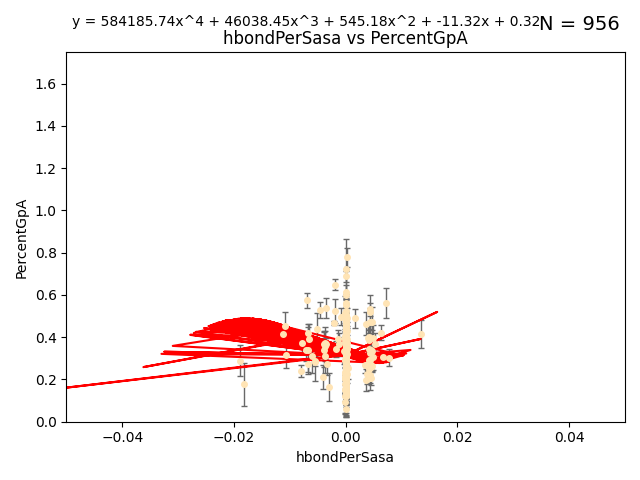 y = 584185.74x^4 + 46038.45x^3 + 545.18x^2 + -11.32x + 0.32
N = 956
hbondPerSasa vs PercentGpA
PercentGpA
1.6
1.4
1.2
1.0
0.8
0.6
0.4
0.2
0.0
−0.04 −0.02 0.00 0.02 0.04
hbondPerSasa